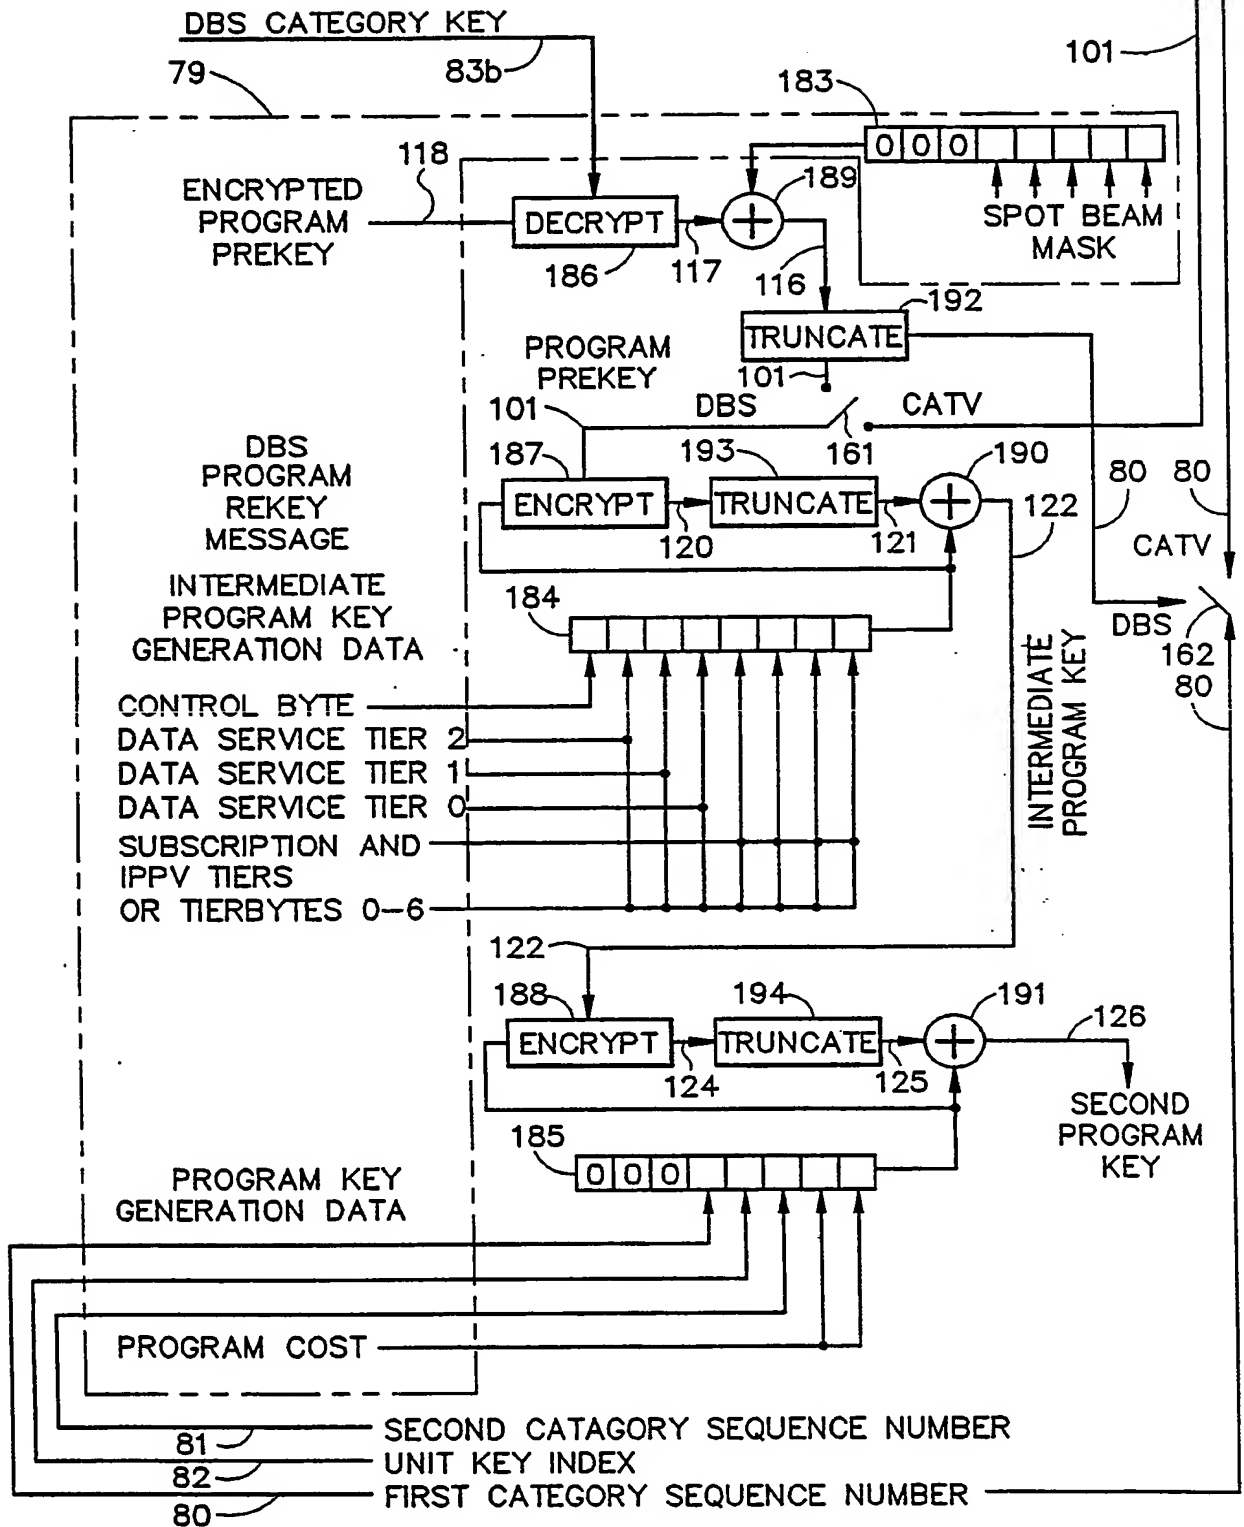 DBS CATEGORY KEY
83b
79
101
183
0 0 0
118
ENCRYPTED
PROGRAM
PREKEY
DECRYPT
186
117
+
189
SPOT BEAM
MASK
116
192
TRUNCATE
PROGRAM
PREKEY
101
101
DBS
CATV
161
DBS
PROGRAM
REKEY
MESSAGE
187
ENCRYPT
120
193
TRUNCATE
121
+
190
122
80
80
CATV
DBS
162
80
INTERMEDIATE
PROGRAM KEY
GENERATION DATA
184
INTERMEDIATE
PROGRAM KEY
CONTROL BYTE
DATA SERVICE TIER 2
DATA SERVICE TIER 1
DATA SERVICE TIER 0
SUBSCRIPTION AND
IPPV TIERS
OR TIERBYTES 0-6
122
188
ENCRYPT
124
194
TRUNCATE
125
+
191
126
SECOND
PROGRAM
KEY
185
0 0 0
PROGRAM KEY
GENERATION DATA
PROGRAM COST
81
SECOND CATAGORY SEQUENCE NUMBER
82
UNIT KEY INDEX
80
FIRST CATEGORY SEQUENCE NUMBER